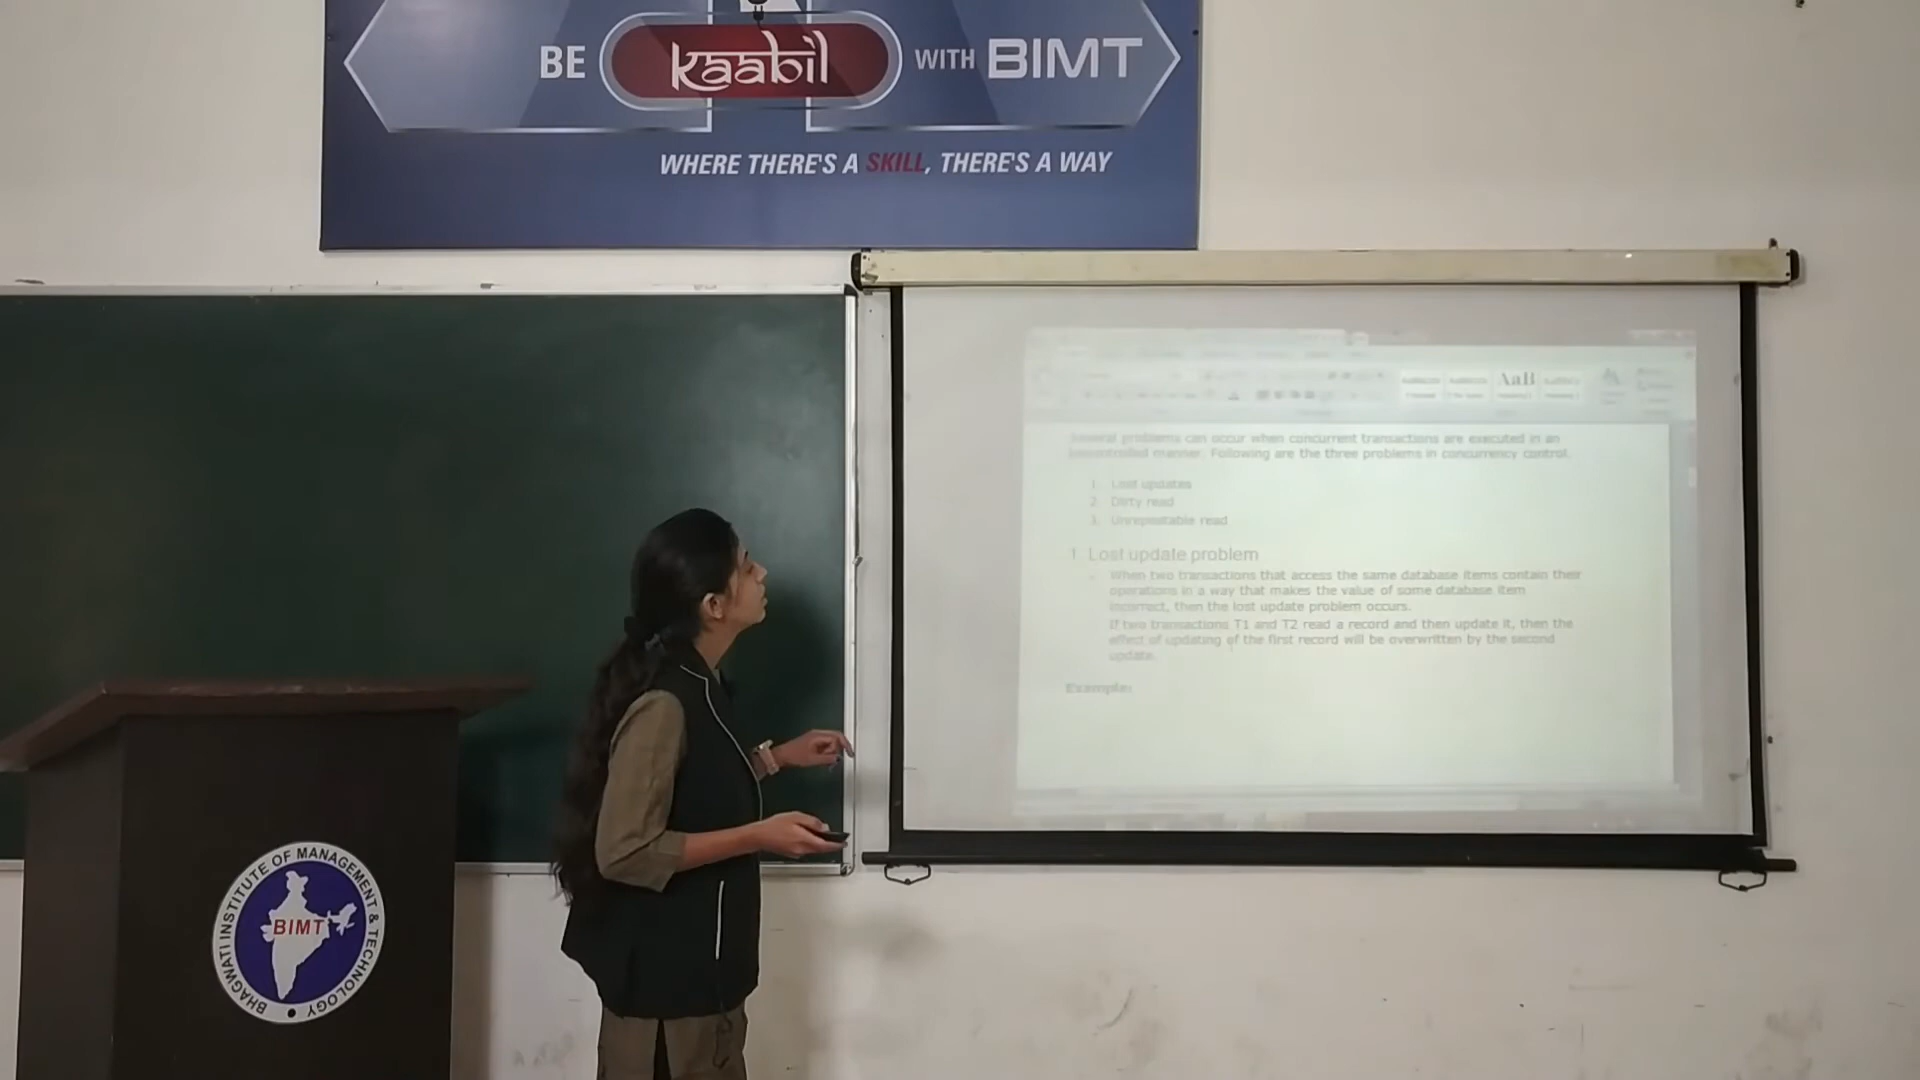 BE kaabil WITH BIMT
WHERE THERE'S A SKILL, THERE'S A WAY
AaB
Several problems can occur when concurrent transactions are executed in an
uncontrolled manner. Following are the three problems in concurrency control.
1. Lost updates
2. Dirty read
3. Unrepeatable read
1. Lost update problem
When two transactions that access the same database items contain their
operations in a way that makes the value of some database item
incorrect, then the lost update problem occurs.
If two transactions T1 and T2 read a record and then update it, then the
effect of updating of the first record will be overwritten by the second
update.
Example:
BHAGWATI INSTITUTE OF MANAGEMENT & TECHNOLOGY
BIMT